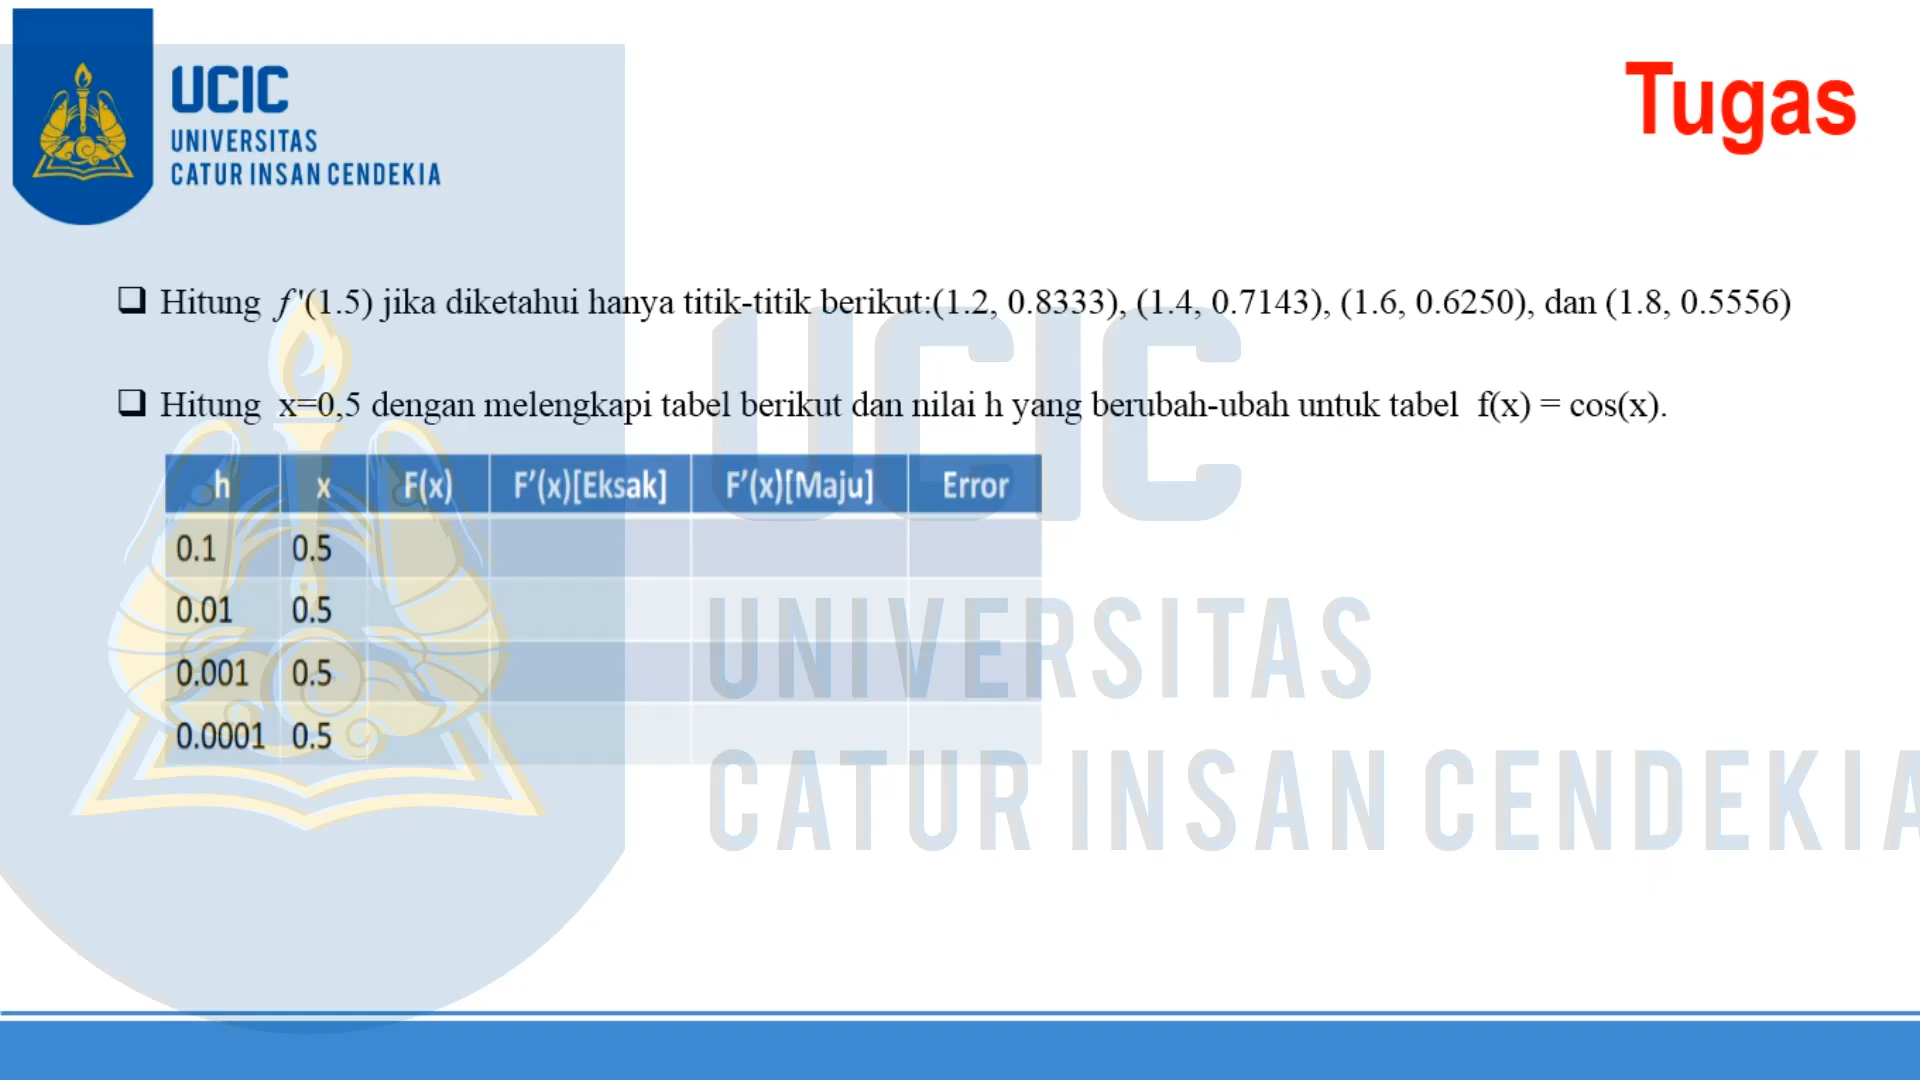 UCIC
UNIVERSITAS
CATUR INSAN CENDEKIA
Tugas
Hitung f'(1.5) jika diketahui hanya titik-titik berikut:(1.2, 0.8333), (1.4, 0.7143), (1.6, 0.6250), dan (1.8, 0.5556)
Hitung x=0,5 dengan melengkapi tabel berikut dan nilai h yang berubah-ubah untuk tabel f(x) = cos(x).
h x F(x) F’(x)[Eksak] F’(x)[Maju] Error
0.1 0.5
0.01 0.5
0.001 0.5
0.0001 0.5
UCIC
UNIVERSITAS
CATUR INSAN CENDEKIA